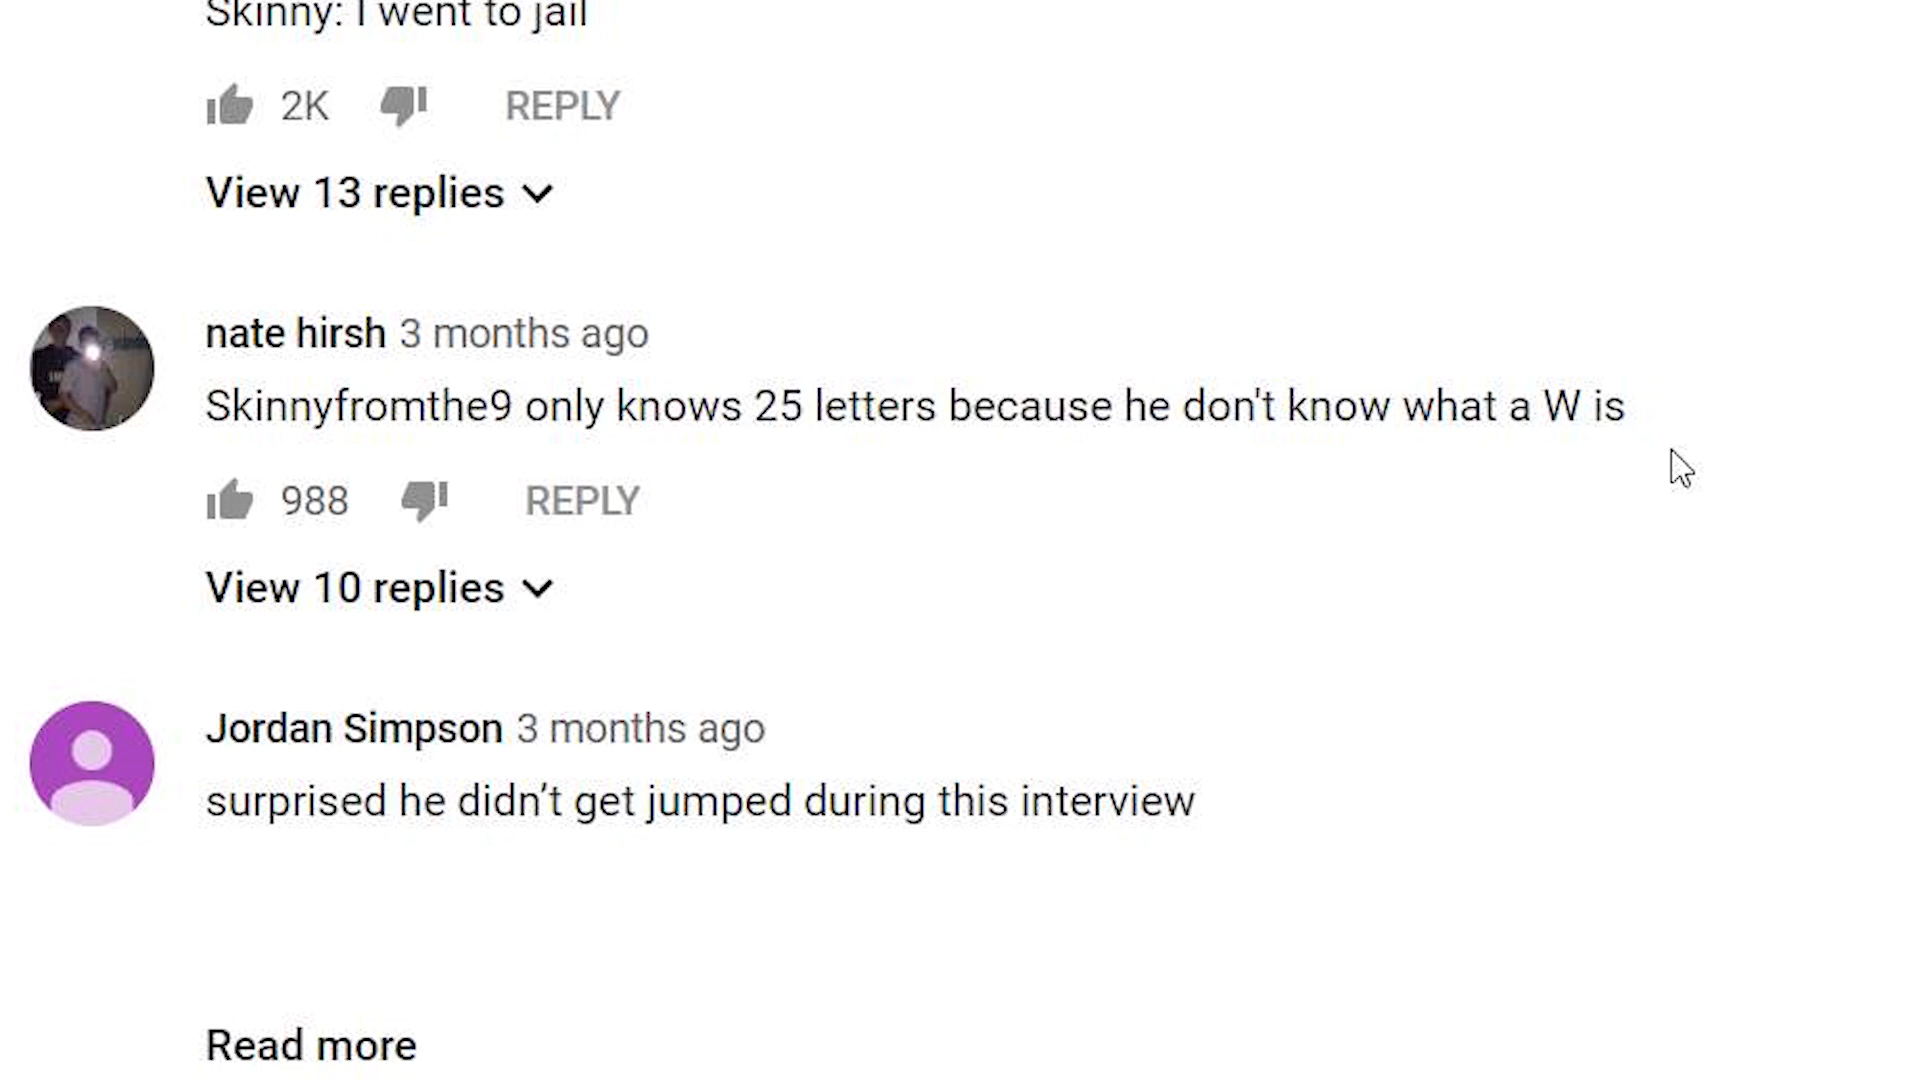 Skinny: I went to jail
2K REPLY
View 13 replies
nate hirsh 3 months ago
Skinnyfromthe9 only knows 25 letters because he don't know what a W is
988 REPLY
View 10 replies
Jordan Simpson 3 months ago
surprised he didn’t get jumped during this interview
Read more